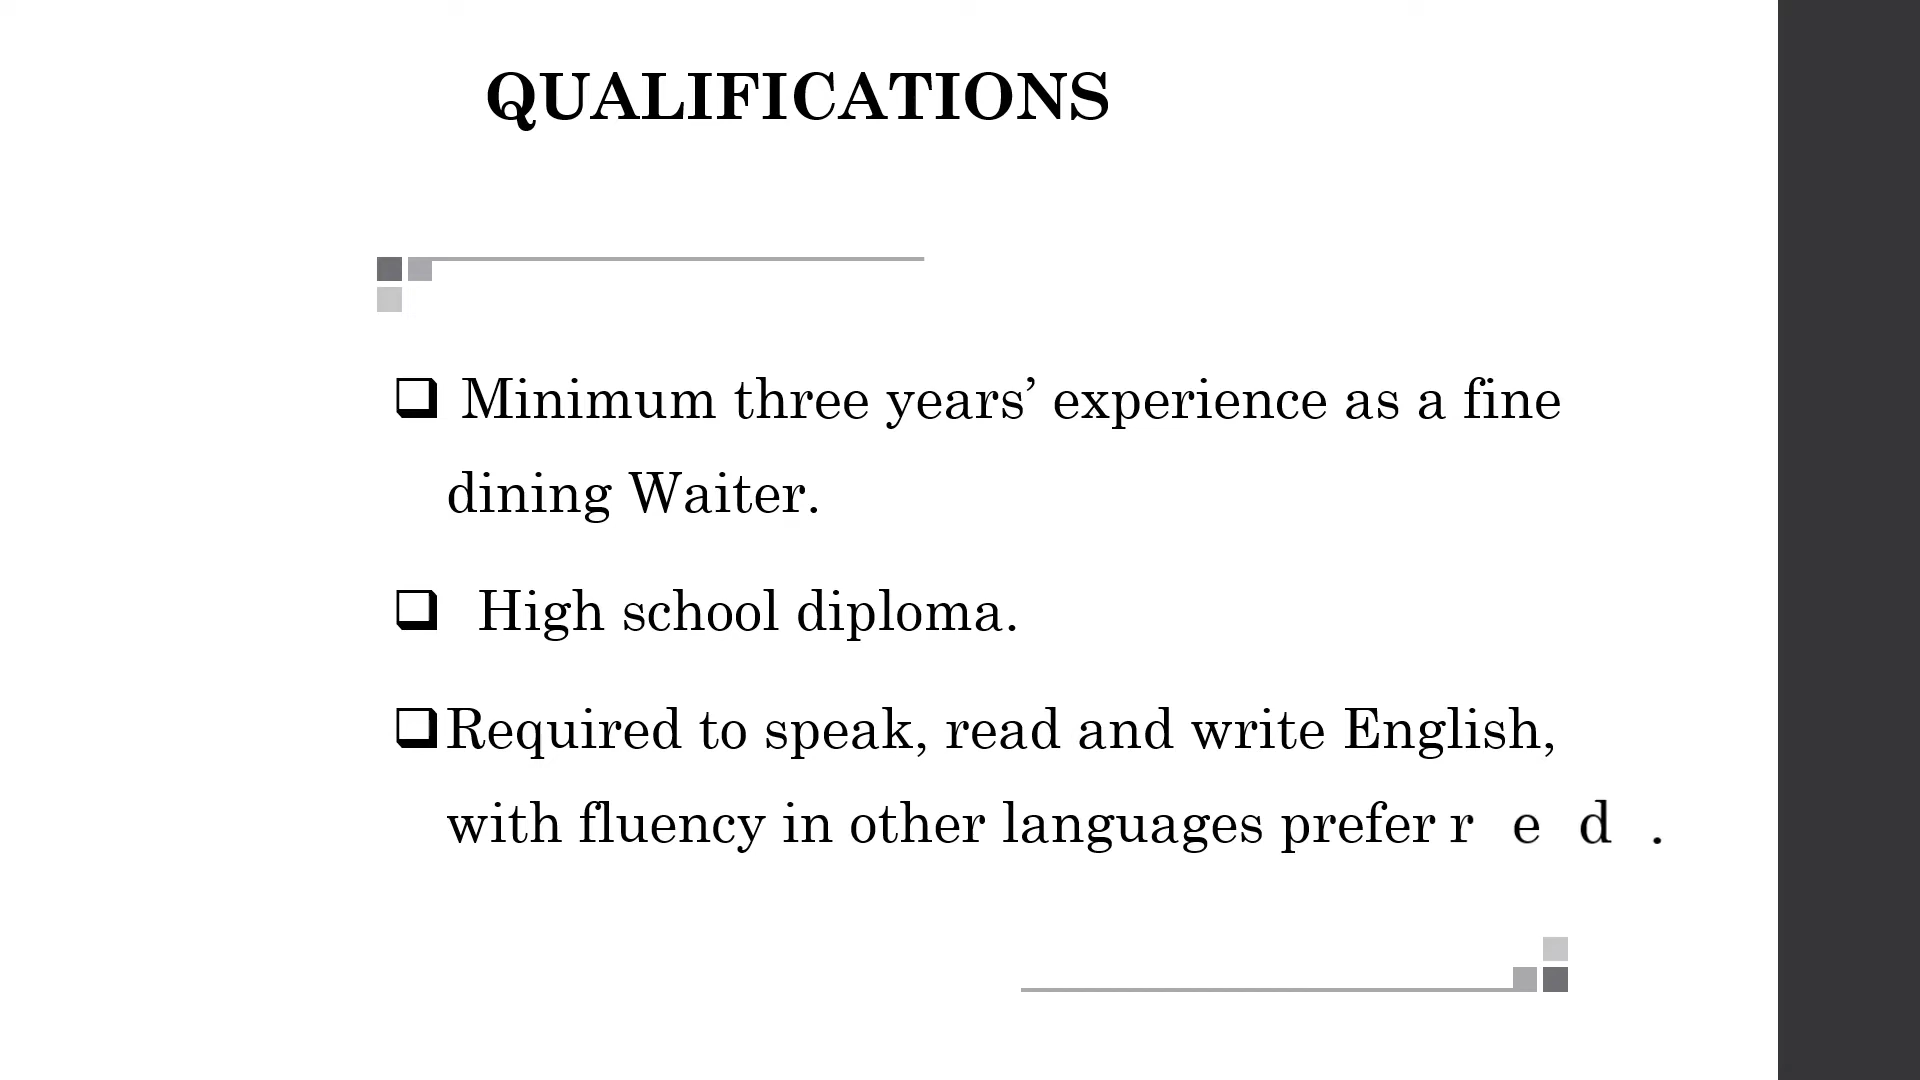 QUALIFICATIONS
❑ Minimum three years’ experience as a fine
dining Waiter.
❑ High school diploma.
❑Required to speak, read and write English,
with fluency in other languages preferred.